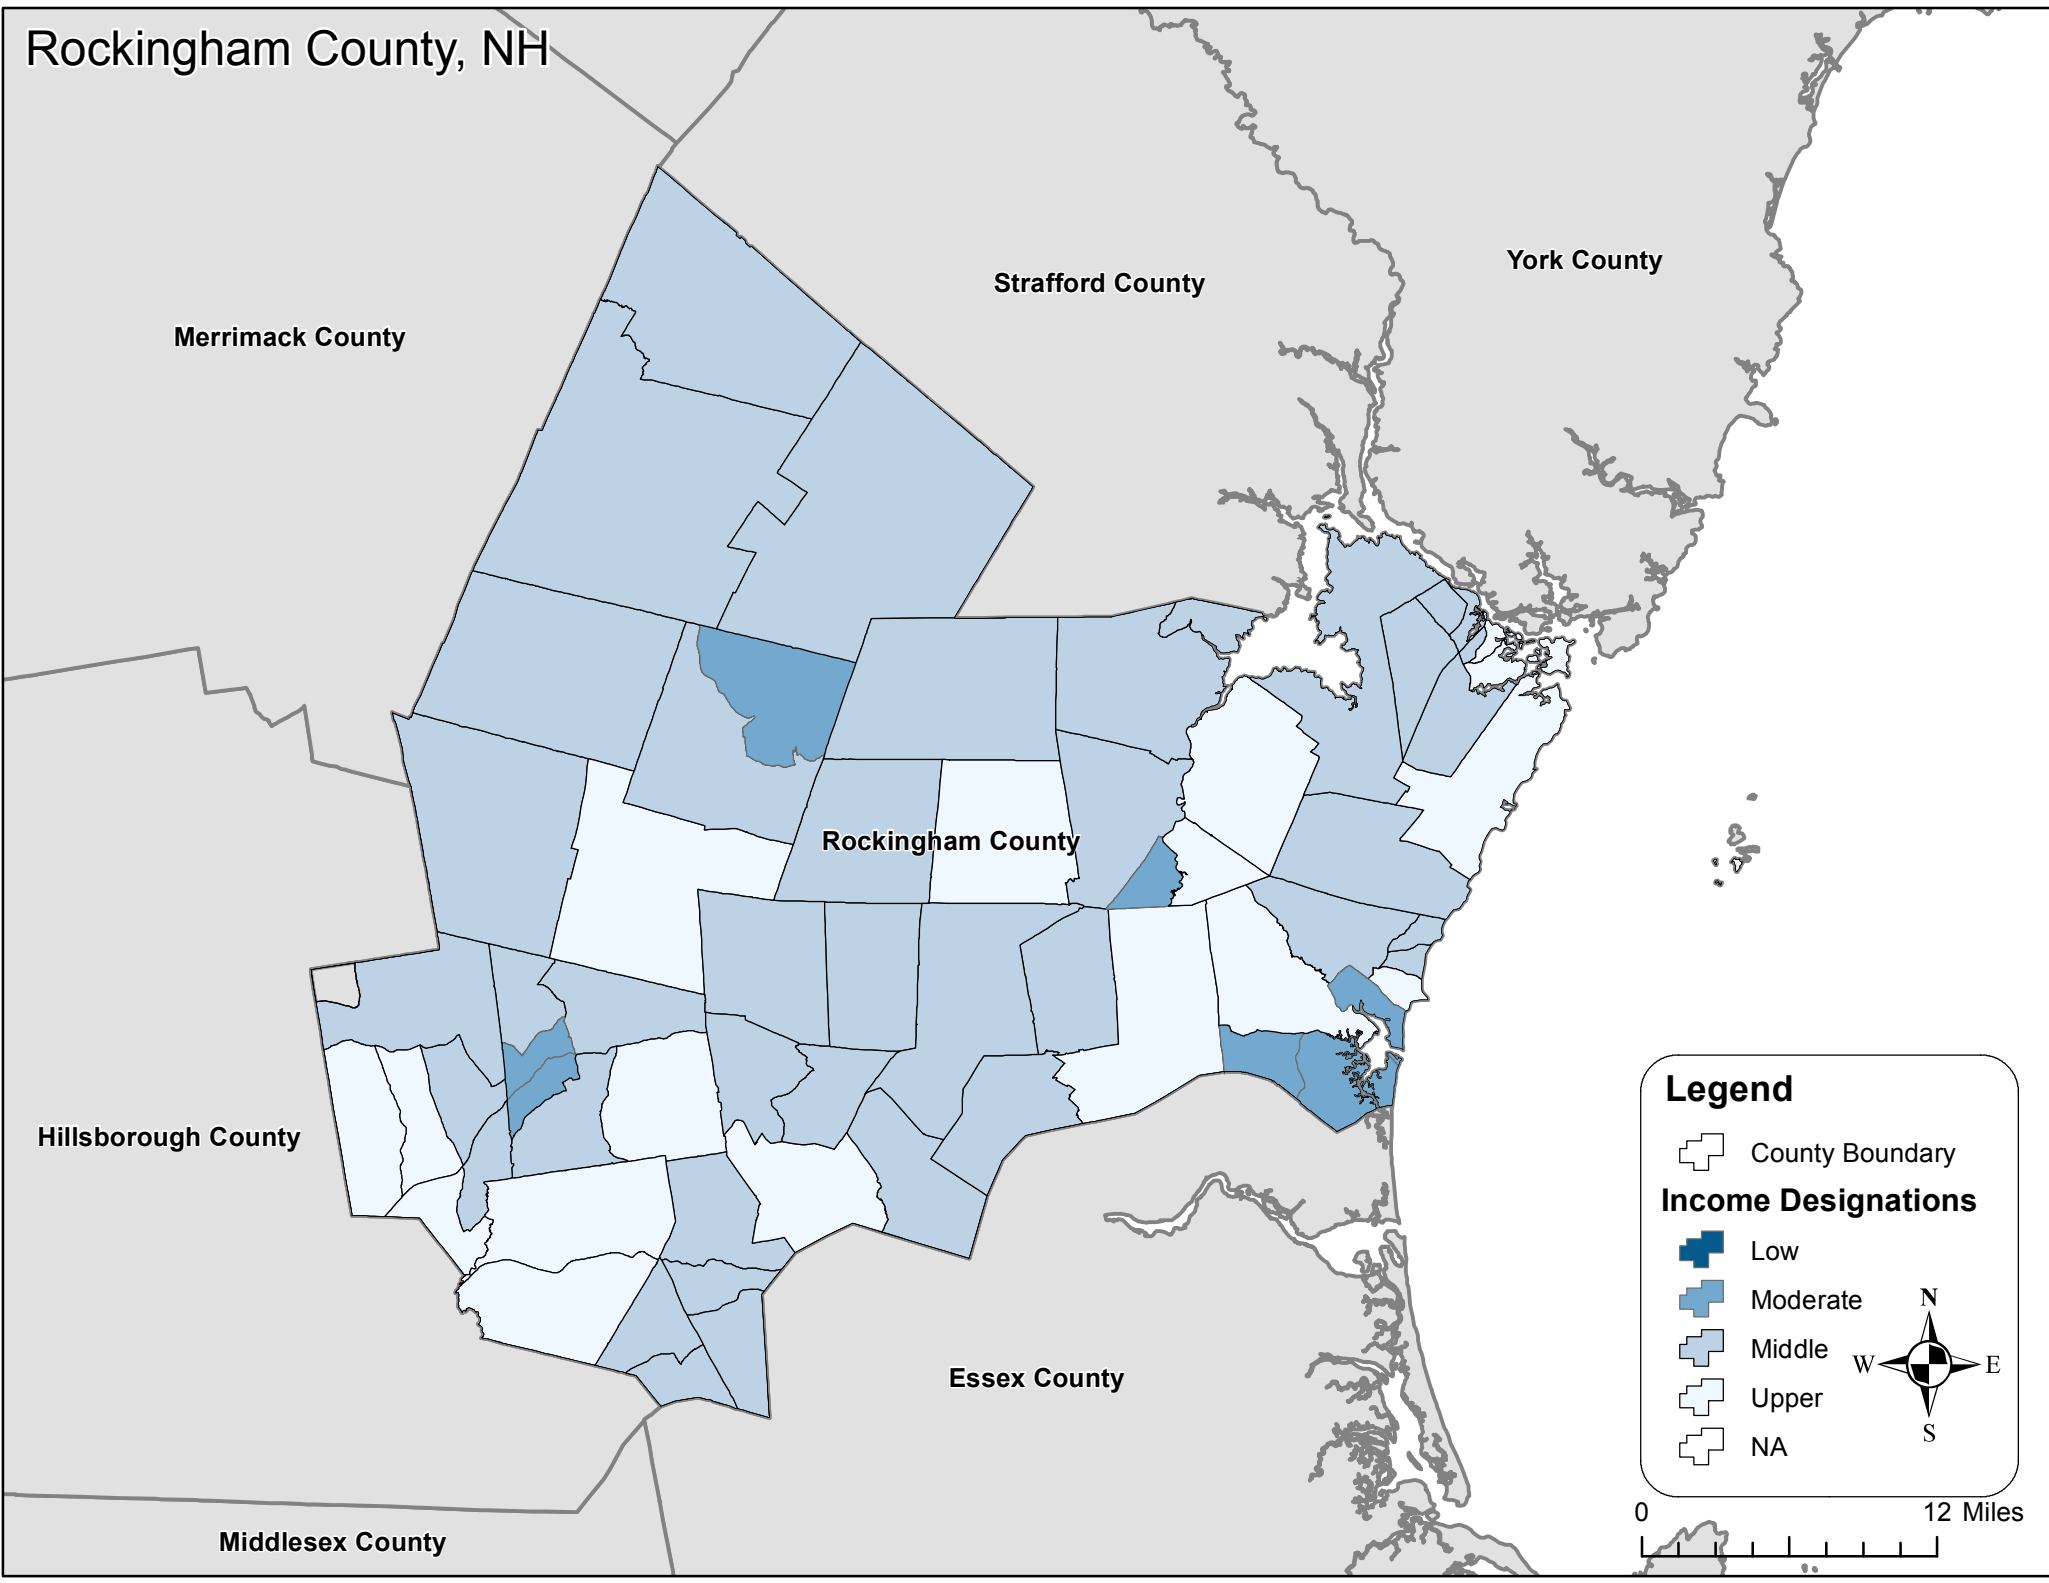 Rockingham County, NH
York County
Strafford County
Merrimack County
Rockingham County
Hillsborough County
Essex County
Middlesex County
Legend
County Boundary
Income Designations
Low
Moderate
Middle
Upper
NA
N
W
E
S
0
12 Miles